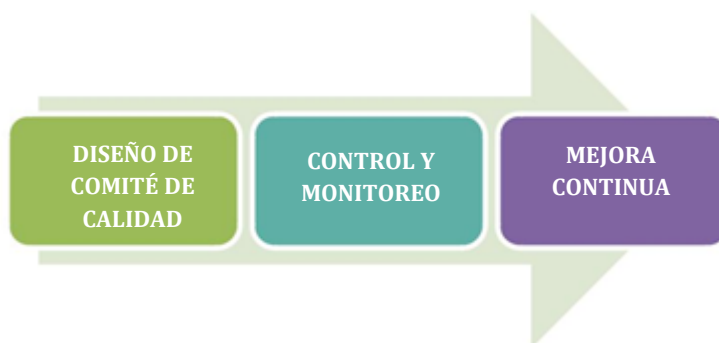 DISEÑO DE
COMITÉ DE
CALIDAD
CONTROL Y
MONITOREO
MEJORA
CONTINUA